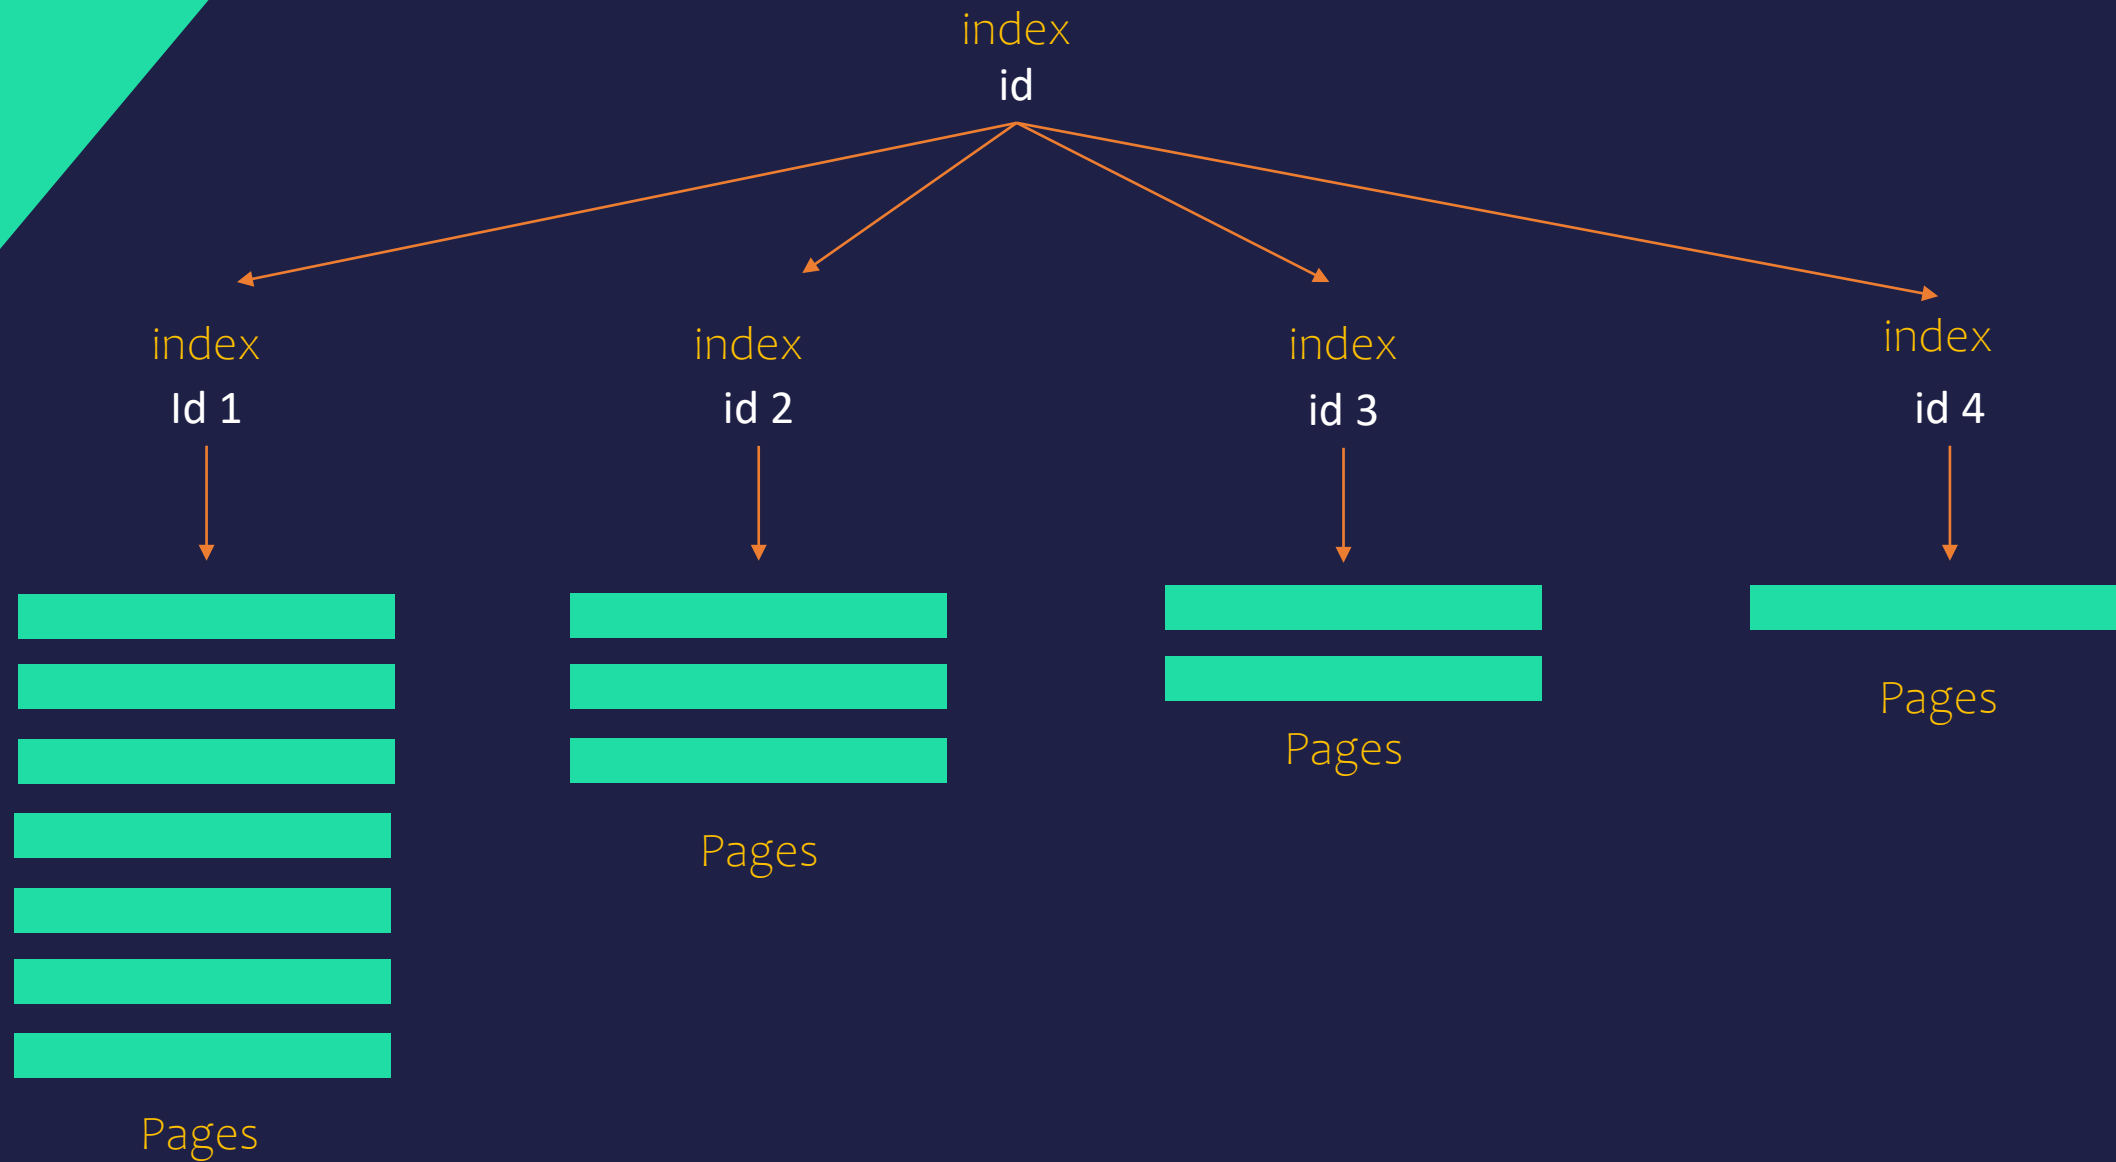 index
id
index
Id 1
index
id 2
index
id 3
index
id 4
Pages
Pages
Pages
Pages